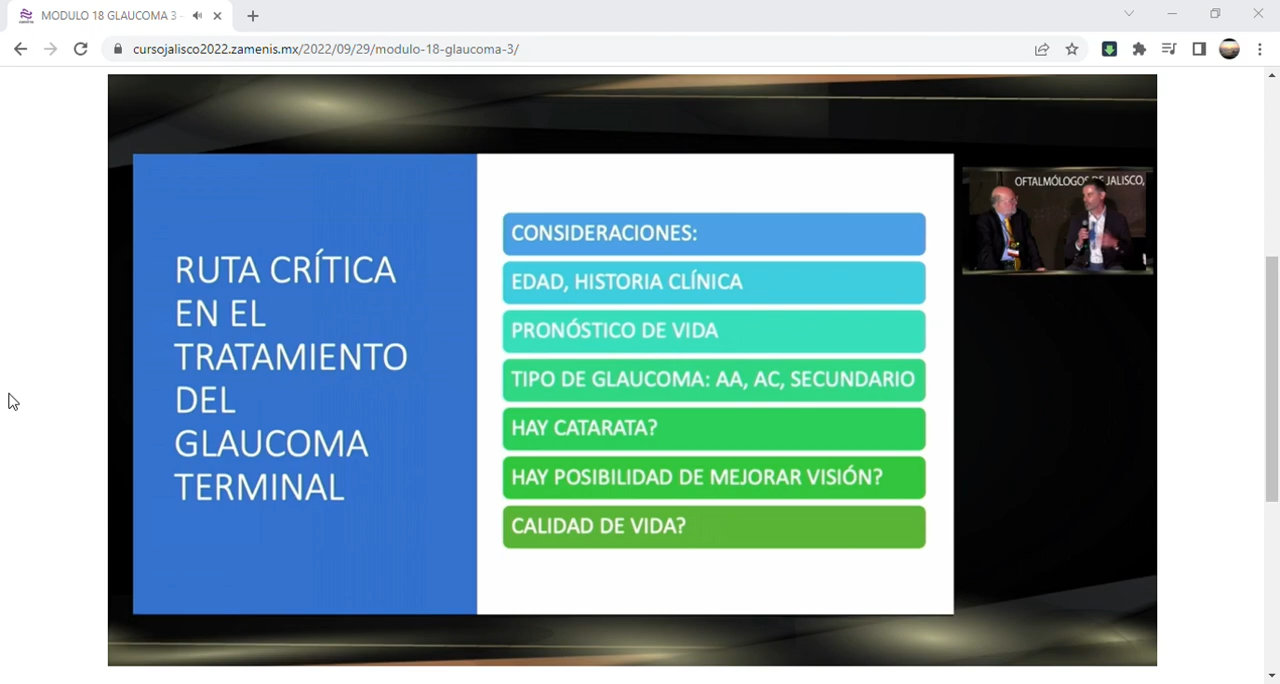 MODULO 18 GLAUCOMA 3 -
cursojalisco2022.zamenis.mx/2022/09/29/modulo-18-glaucoma-3/
RUTA CRÍTICA
EN EL
TRATAMIENTO
DEL
GLAUCOMA
TERMINAL
CONSIDERACIONES:
EDAD, HISTORIA CLÍNICA
PRONÓSTICO DE VIDA
TIPO DE GLAUCOMA: AA, AC, SECUNDARIO
HAY CATARATA?
HAY POSIBILIDAD DE MEJORAR VISIÓN?
CALIDAD DE VIDA?
OFTALMÓLOGOS DE JALISCO,